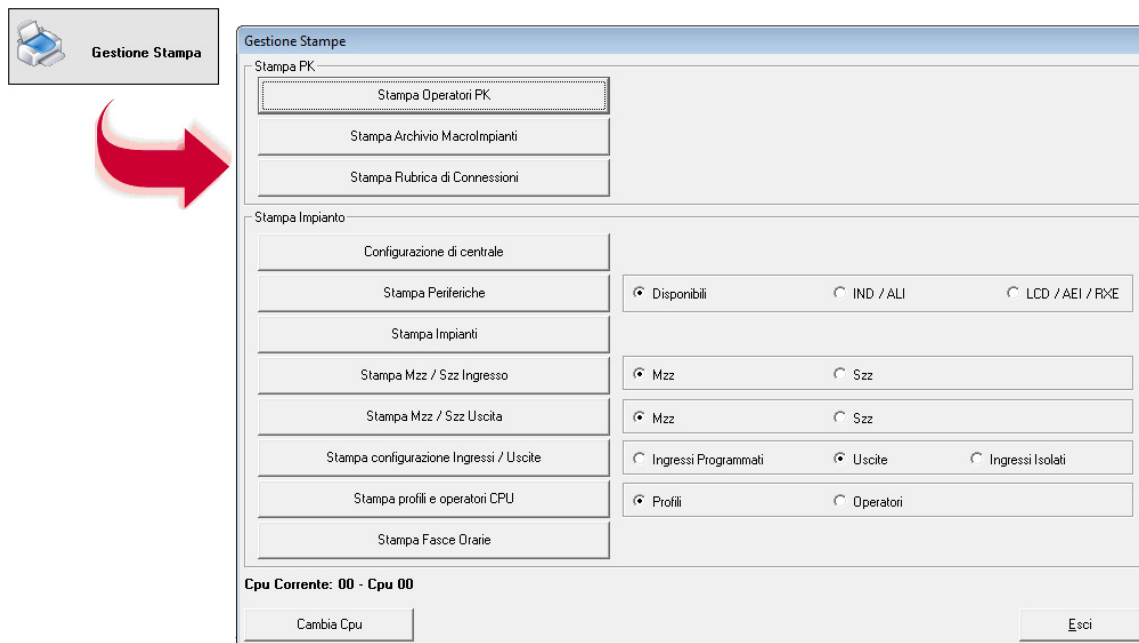 Gestione Stampa
Gestione Stampe
Stampa PK
Stampa Operatori PK
Stampa Archivio MacroImpianti
Stampa Rubrica di Connessioni
Stampa Impianto
Configurazione di centrale
Stampa Periferiche Disponibili IND / ALI LCD / AEI / RXE
Stampa Impianti
Stampa Mzz / Szz Ingresso Mzz Szz
Stampa Mzz / Szz Uscita Mzz Szz
Stampa configurazione Ingressi / Uscite Ingressi Programmati Uscite Ingressi Isolati
Stampa profili e operatori CPU Profili Operatori
Stampa Fasce Orarie
Cpu Corrente: 00 - Cpu 00
Cambia Cpu Esci